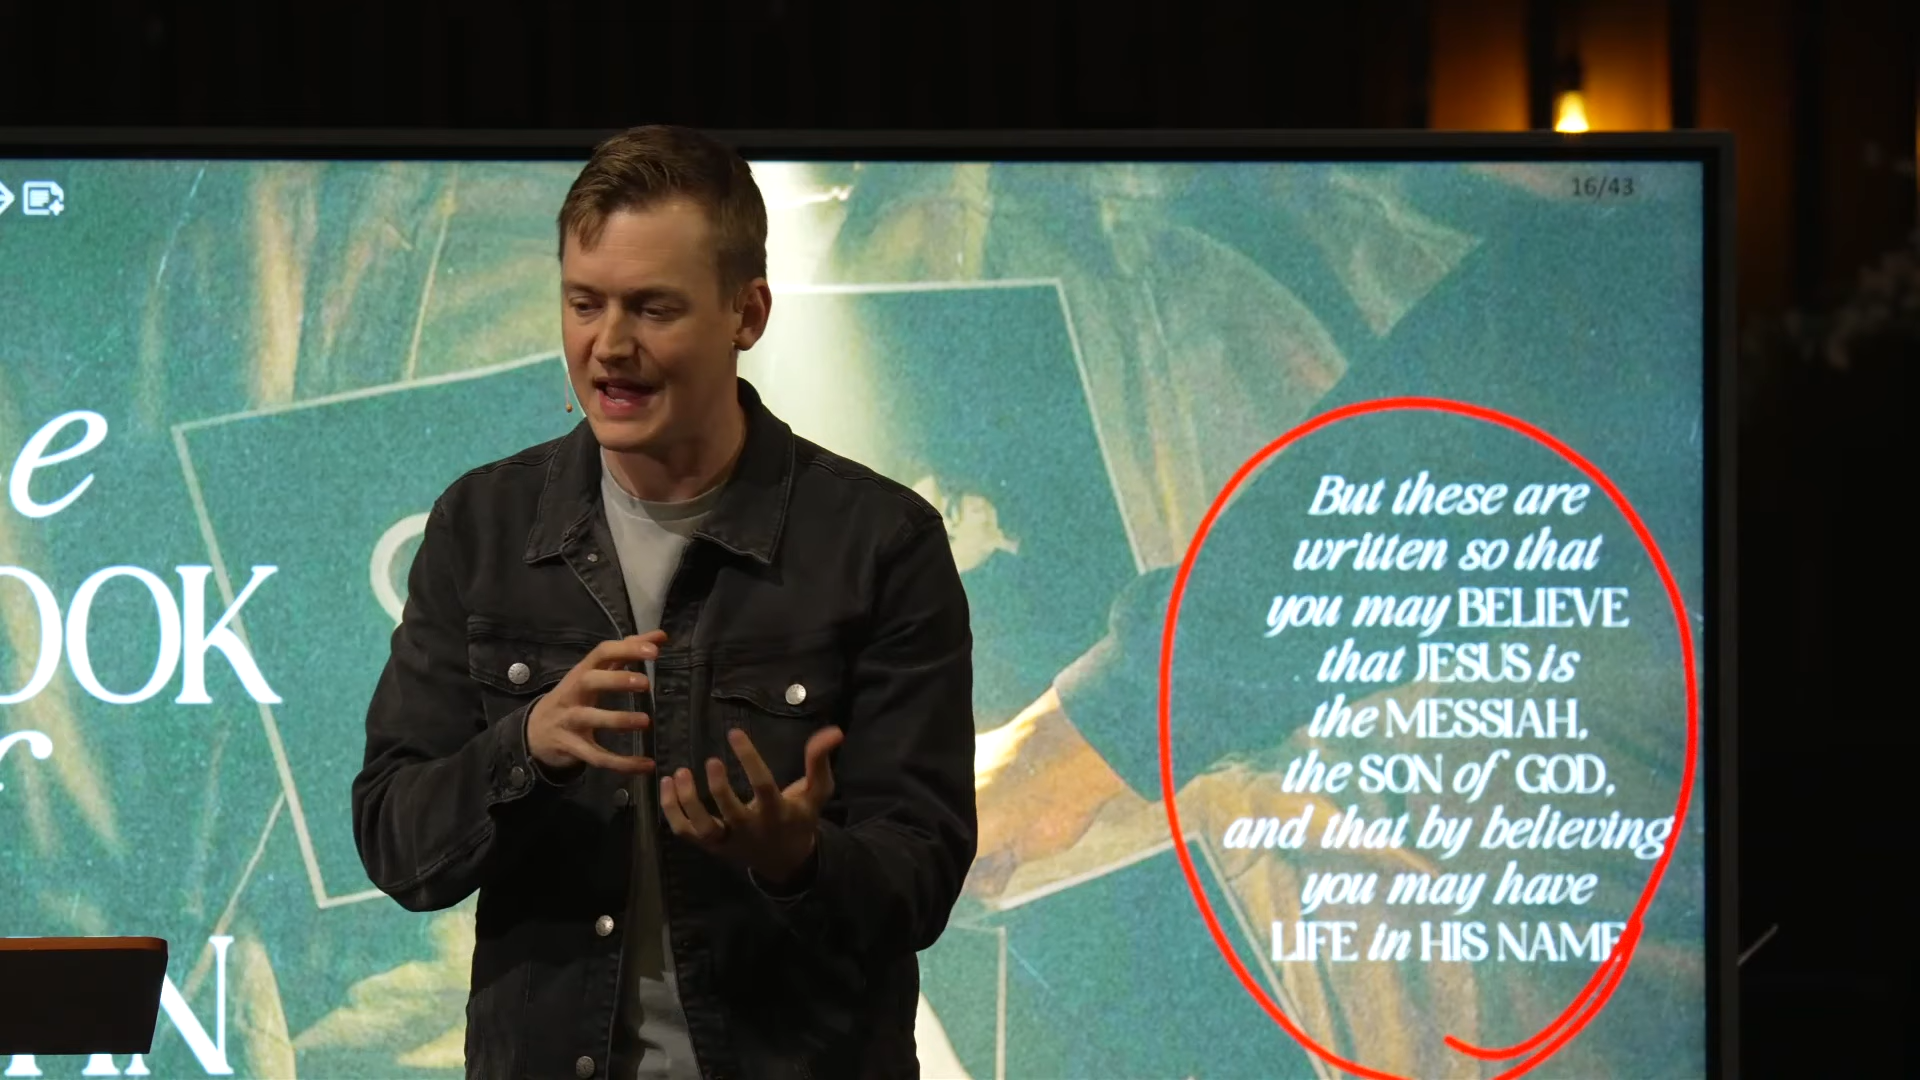 16/43
But these are
written so that
you may BELIEVE
that JESUS is
the MESSIAH,
the SON of GOD,
and that by believing
you may have
LIFE in HIS NAME